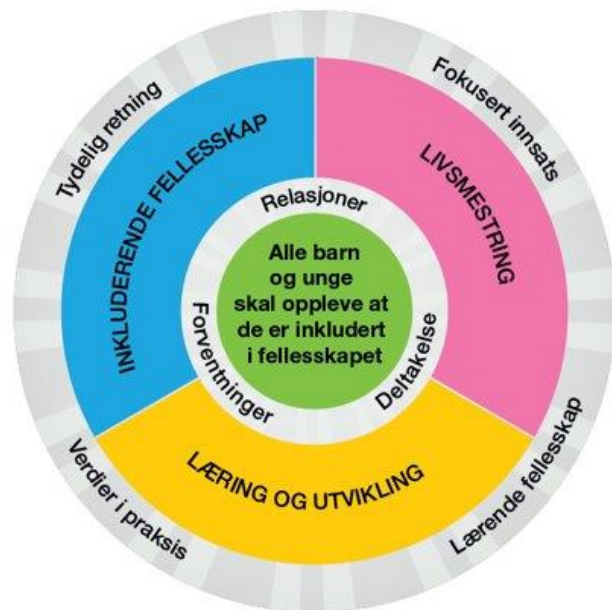 Tydelig retning
Fokusert innsats
INKLUDERENDE FELLESSKAP
LIVSMESTRING
Relasjoner
Alle barn
og unge
skal oppleve at
de er inkludert
i fellesskapet
Forventninger
Deltakelse
LÆRING OG UTVIKLING
Verdier i praksis
Lærende fellesskap